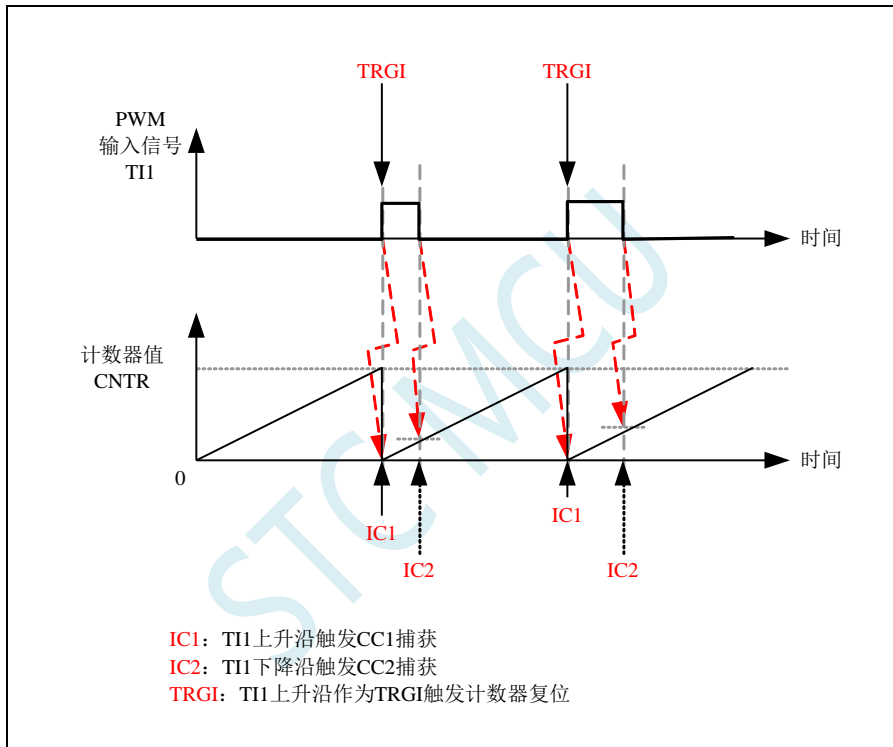 TRGI TRGI
PWM
输入信号
TI1
时间
计数器值
CNTR
0
时间
IC1 IC1
IC2 IC2
STC MCU
IC1：TI1上升沿触发CC1捕获
IC2：TI1下降沿触发CC2捕获
TRGI：TI1上升沿作为TRGI触发计数器复位